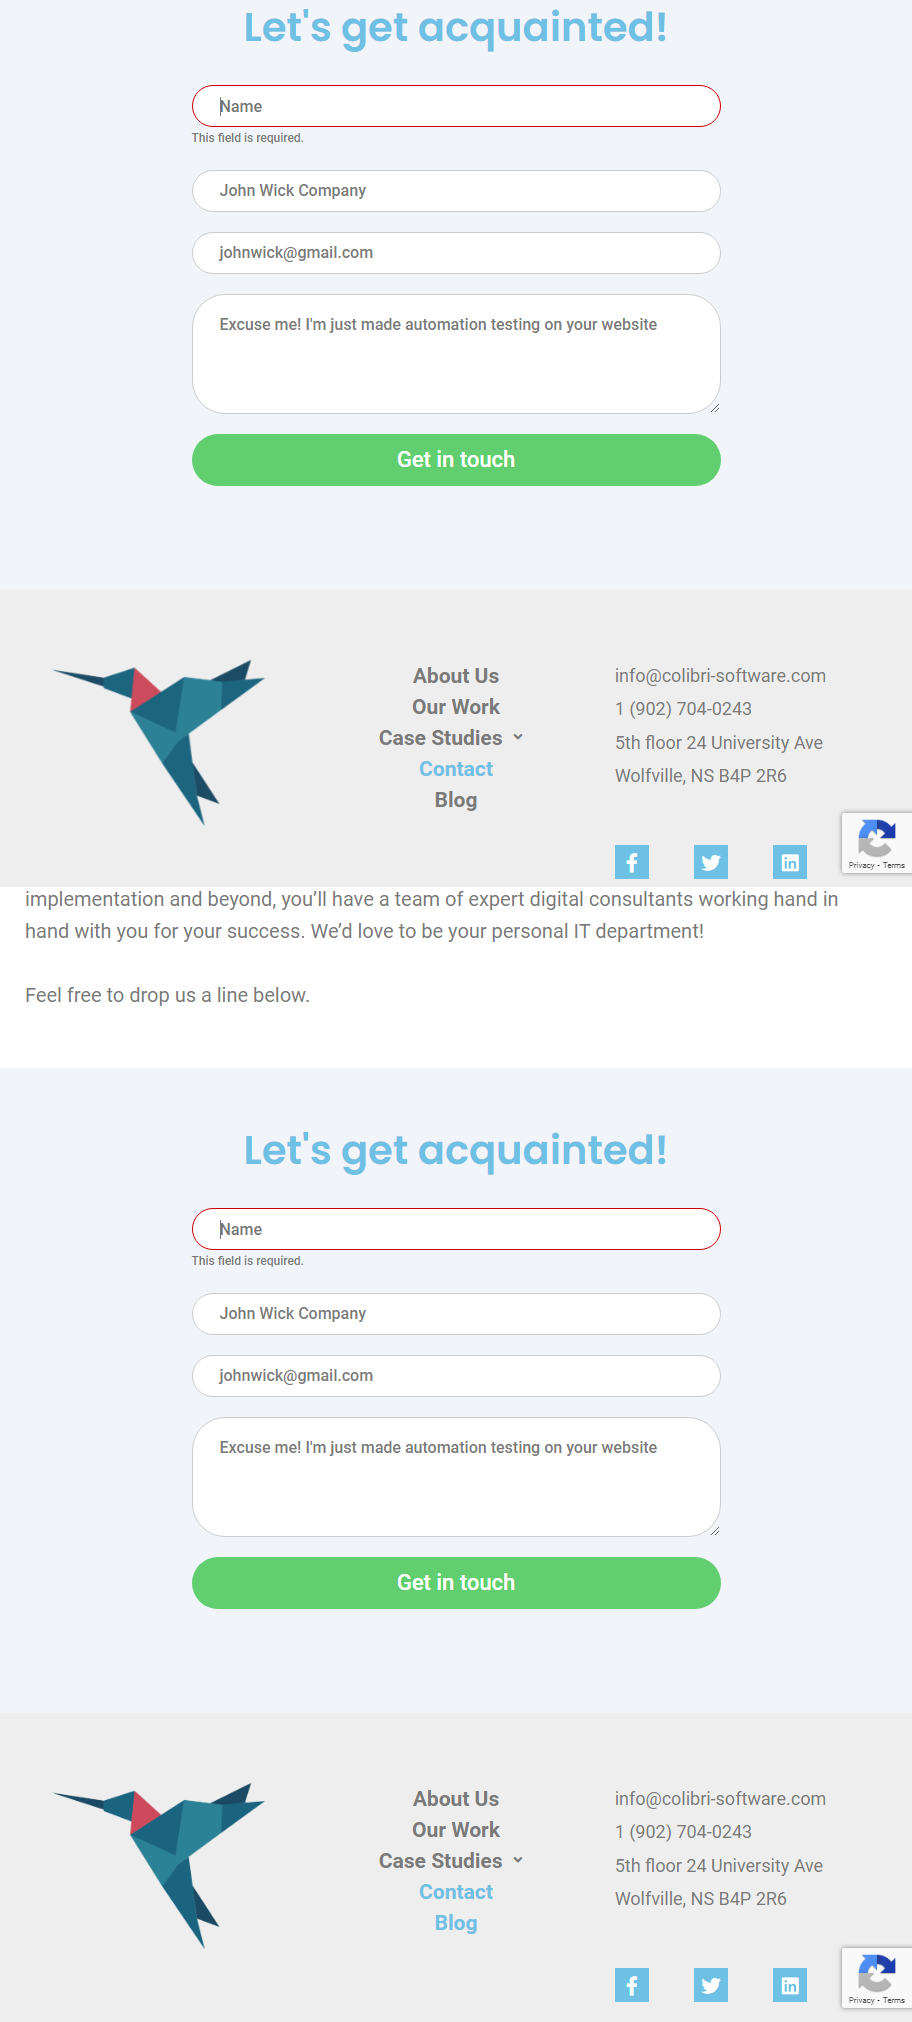 Let's get acquainted!
Name
This field is required.
John Wick Company
johnwick@gmail.com
Excuse me! I'm just made automation testing on your website
Get in touch
About Us
Our Work
Case Studies
Contact
Blog
info@colibri-software.com
1 (902) 704-0243
5th floor 24 University Ave
Wolfville, NS B4P 2R6
Privacy - Terms
implementation and beyond, you’ll have a team of expert digital consultants working hand in
hand with you for your success. We’d love to be your personal IT department!
Feel free to drop us a line below.
Let's get acquainted!
Name
This field is required.
John Wick Company
johnwick@gmail.com
Excuse me! I'm just made automation testing on your website
Get in touch
About Us
Our Work
Case Studies
Contact
Blog
info@colibri-software.com
1 (902) 704-0243
5th floor 24 University Ave
Wolfville, NS B4P 2R6
Privacy - Terms